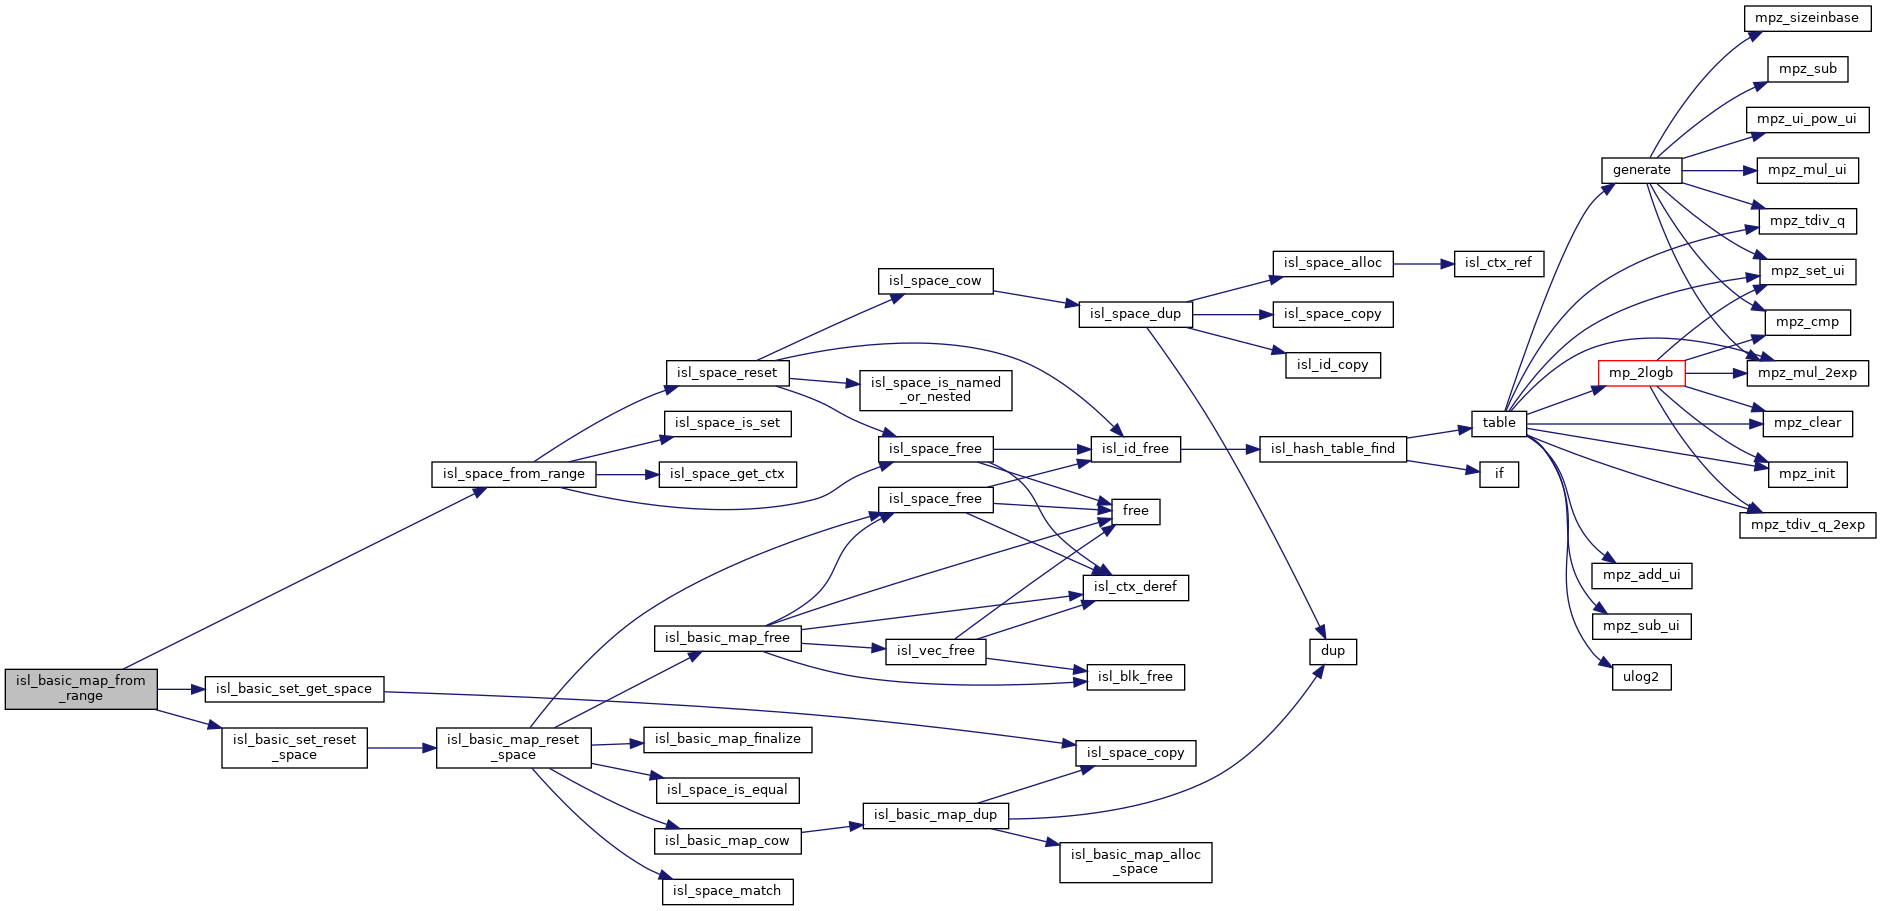 isl_basic_map_from
_range
isl_basic_set_get_space
isl_basic_set_reset
_space
isl_space_from_range
isl_basic_map_reset
_space
isl_space_reset
isl_space_is_set
isl_space_get_ctx
isl_basic_map_free
isl_basic_map_finalize
isl_space_is_equal
isl_basic_map_cow
isl_space_match
isl_space_cow
isl_space_is_named
_or_nested
isl_space_free
isl_space_free
isl_vec_free
isl_basic_map_dup
isl_space_dup
isl_id_free
free
isl_ctx_deref
isl_blk_free
isl_space_copy
isl_basic_map_alloc
_space
isl_space_alloc
isl_space_copy
isl_id_copy
isl_hash_table_find
dup
isl_ctx_ref
table
if
generate
mp_2logb
mpz_add_ui
mpz_sub_ui
ulog2
mpz_sizeinbase
mpz_sub
mpz_ui_pow_ui
mpz_mul_ui
mpz_tdiv_q
mpz_set_ui
mpz_cmp
mpz_mul_2exp
mpz_clear
mpz_init
mpz_tdiv_q_2exp